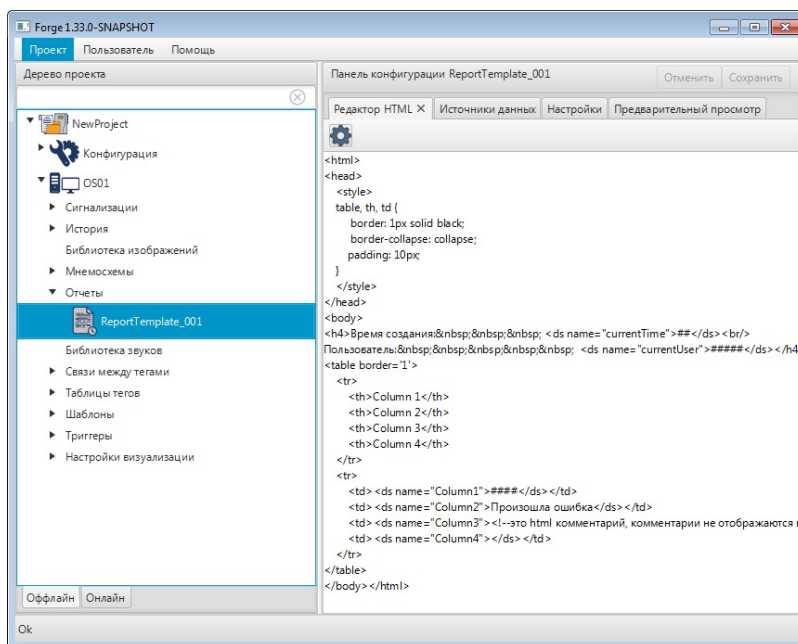 Forge 1.33.0-SNAPSHOT
Проект Пользователь Помощь
Дерево проекта
NewProject
Конфигурация
OS01
Сигнализации
История
Библиотека изображений
Мнемосхемы
Отчеты
ReportTemplate_001
Библиотека звуков
Связи между тегами
Таблицы тегов
Шаблоны
Триггеры
Настройки визуализации
Оффлайн Онлайн
Панель конфигурации ReportTemplate_001 Отменить Сохранить
Редактор HTML Источники данных Настройки Предварительный просмотр
<html>
<head>
<style>
table, th, td {
border: 1px solid black;
border-collapse: collapse;
padding: 10px;
}
</style>
</head>
<body>
<h4>Время создания:&nbsp;&nbsp;&nbsp; <ds name="currentTime">##</ds><br/>
Пользователь:&nbsp;&nbsp;&nbsp;&nbsp;&nbsp; <ds name="currentUser">#####</ds></h4
<table border='1'>
<tr>
<th>Column 1</th>
<th>Column 2</th>
<th>Column 3</th>
<th>Column 4</th>
</tr>
<tr>
<td> <ds name="Column1">####</ds></td>
<td> <ds name="Column2">Произошла ошибка</ds></td>
<td> <ds name="Column3"><!--это html комментарий, комментарии не отображаются
<td> <ds name="Column4"></ds></td>
</tr>
</table>
</body></html>
Ok